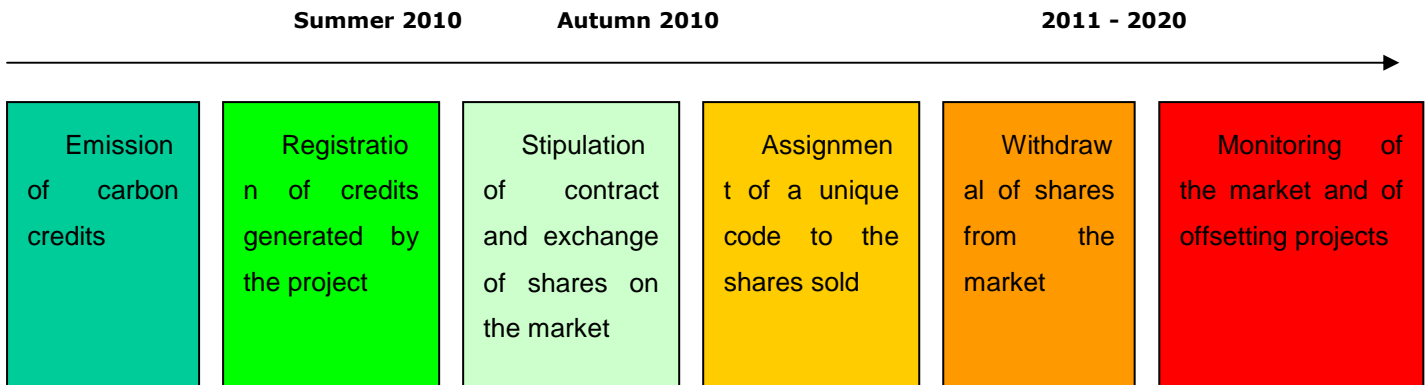 Summer 2010 Autumn 2010 2011 - 2020
Emission
of carbon
credits
Registratio
n of credits
generated by
the project
Stipulation
of contract
and exchange
of shares on
the market
Assignmen
t of a unique
code to the
shares sold
Withdraw
al of shares
from the
market
Monitoring of
the market and of
offsetting projects